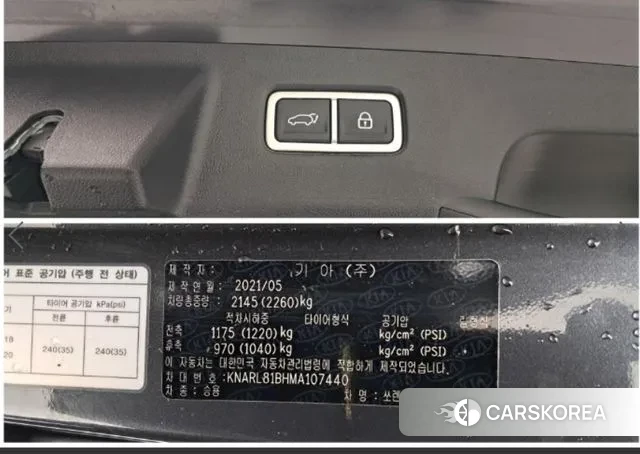 어 표준 공기압 (주행 전 상태)
타이어 공기압 kPa(psi)
전륜 후륜
240(35) 240(35)
제작자 : 기아 (주)
제작연월 : 2021/05
차량총중량 : 2145 (2260)kg
적차시하중 타이어형식 공기압
전축 1175 (1220) kg kg/cm² (PSI)
후축 970 (1040) kg kg/cm² (PSI)
이 자동차는 대한민국 자동차관리법령에 적합하게 제작되었습니다.
차대번호 : KNARL81BHMA107440
차종 : 승용 차명 : 쏘렌
CARSKOREA